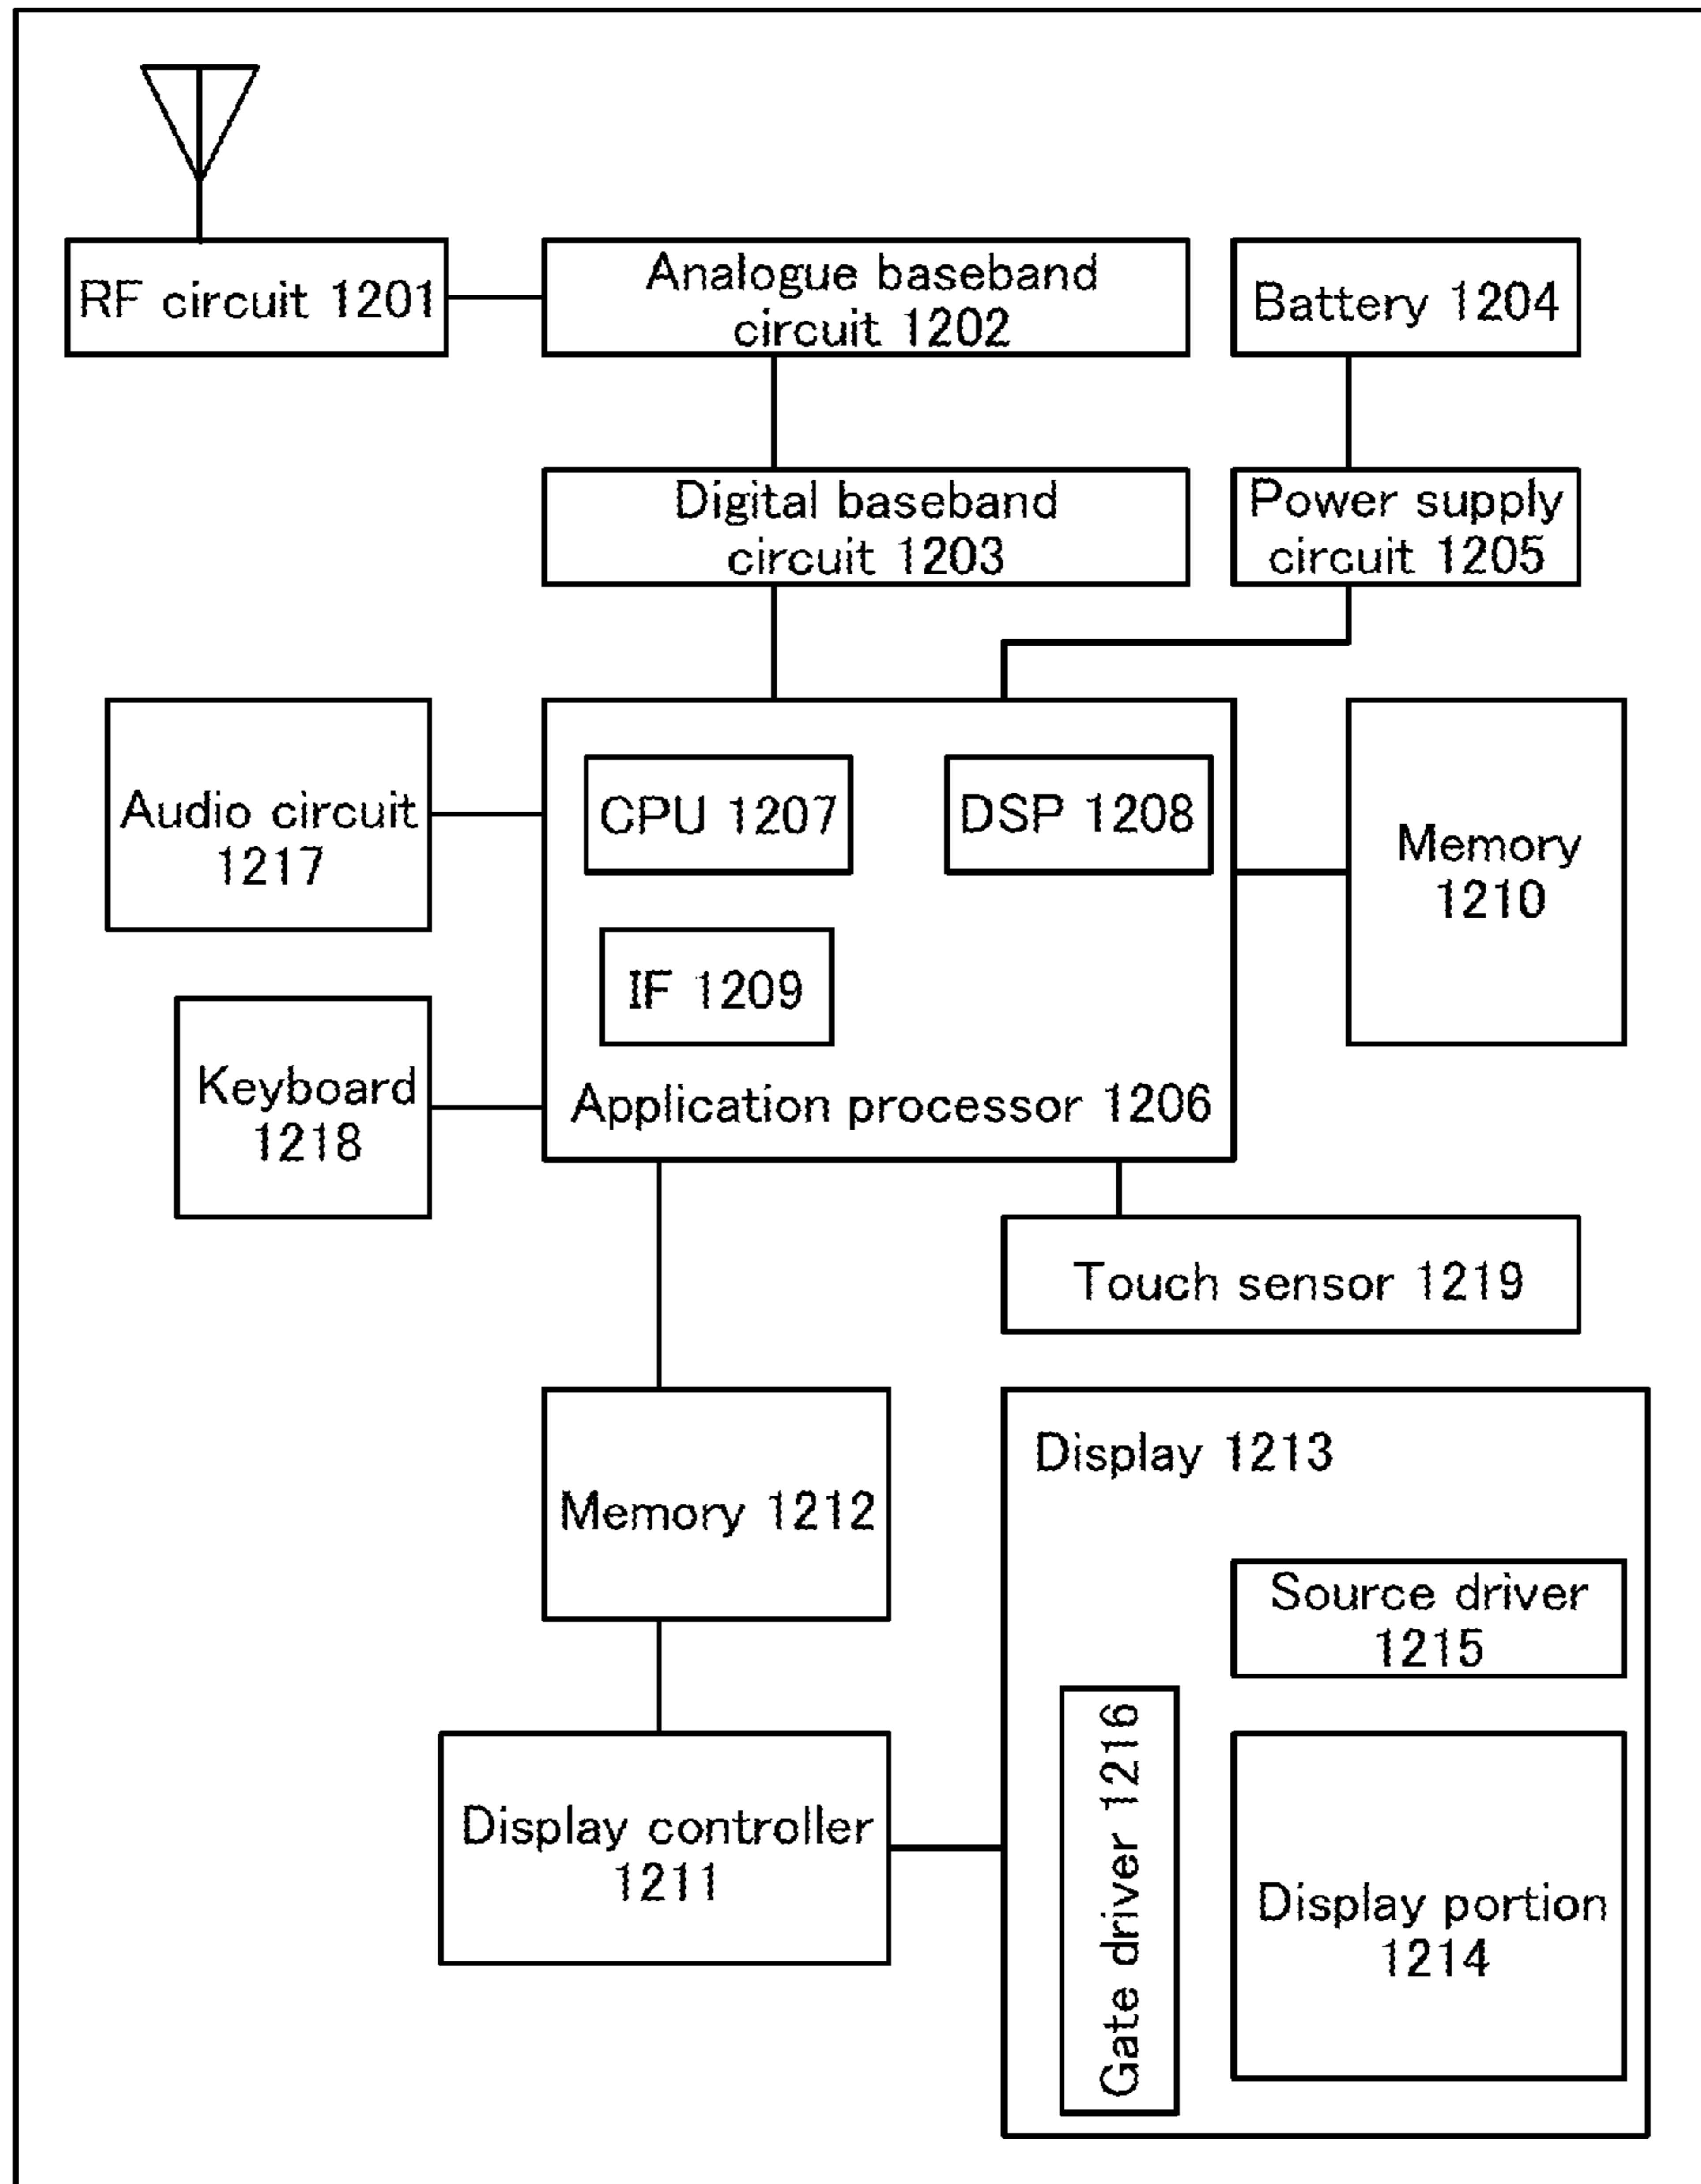 RF circuit 1201
Analogue baseband
circuit 1202
Battery 1204
Digital baseband
circuit 1203
Power supply
circuit 1205
Audio circuit
1217
CPU 1207
DSP 1208
Memory
1210
IF 1209
Keyboard
1218
Application processor 1206
Touch sensor 1219
Memory 1212
Display 1213
Source driver
1215
Gate driver 1216
Display controller
1211
Display portion
1214